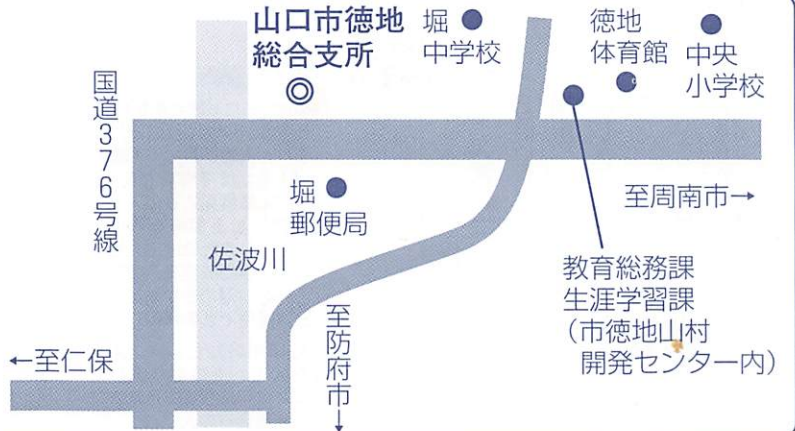 山口市徳地
総合支所
堀
中学校
徳地
体育館
中央
小学校
国道376号線
堀
郵便局
至周南市→
佐波川
教育総務課
生涯学習課
（市徳地山村
開発センター内）
至防府市→
←至仁保